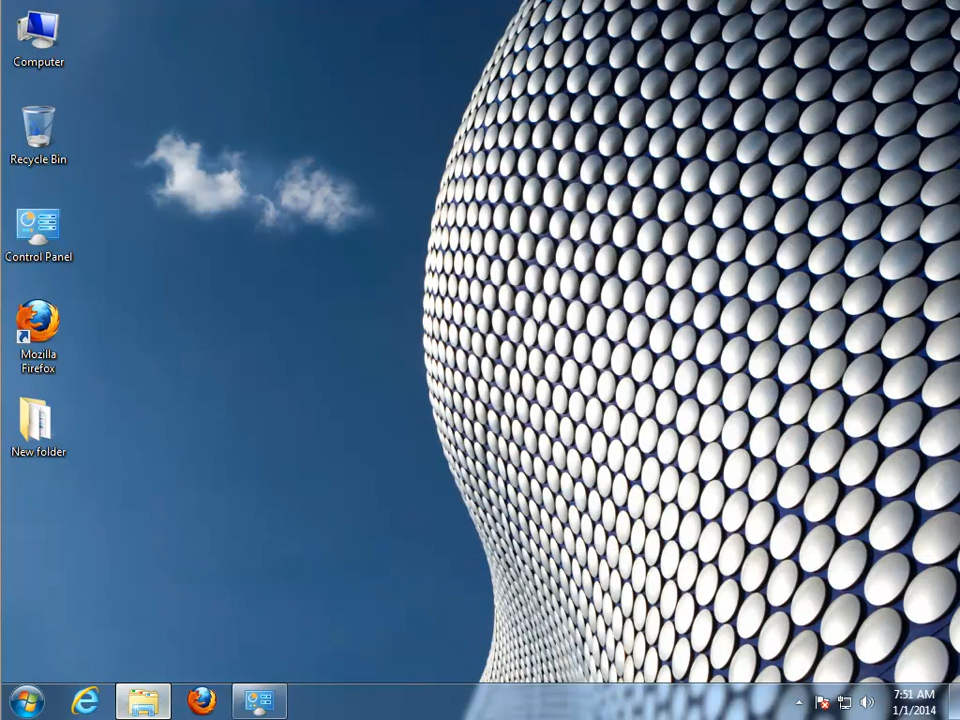 Computer
Recycle Bin
Control Panel
Mozilla
Firefox
New folder
7:51 AM
1/1/2014